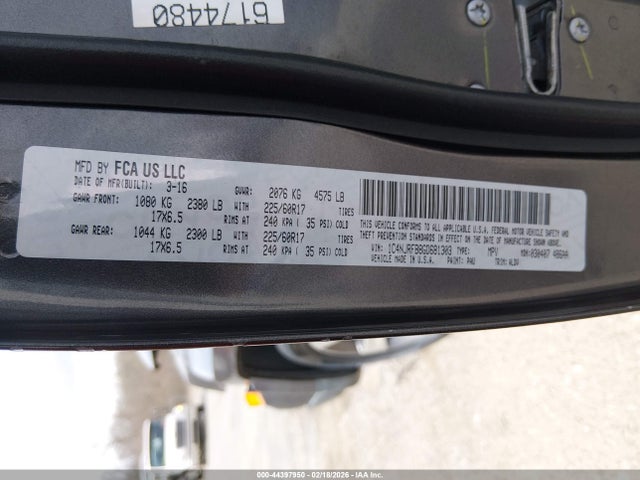 6174480
MFD BY FCA US LLC
DATE OF MFR(BUILT): 3-16 GVWR: 2076 KG 4575 LB
GAWR FRONT: 1080 KG 2380 LB WITH 225/60R17 TIRES
17X6.5 RIMS AT 240 KPA ( 35 PSI) COLD
GAWR REAR: 1044 KG 2300 LB WITH 225/60R17 TIRES
17X6.5 RIMS AT 240 KPA ( 35 PSI) COLD
THIS VEHICLE CONFORMS TO ALL APPLICABLE U.S.A. FEDERAL MOTOR VEHICLE SAFETY AND
THEFT PREVENTION STANDARDS IN EFFECT ON THE DATE OF MANUFACTURE SHOWN ABOVE.
VIN: TYPE: MPV
VEHICLE MADE IN U.S.A. PAINT: PAU TRIM:
000-44397950 - 02/18/2026 - IAA.